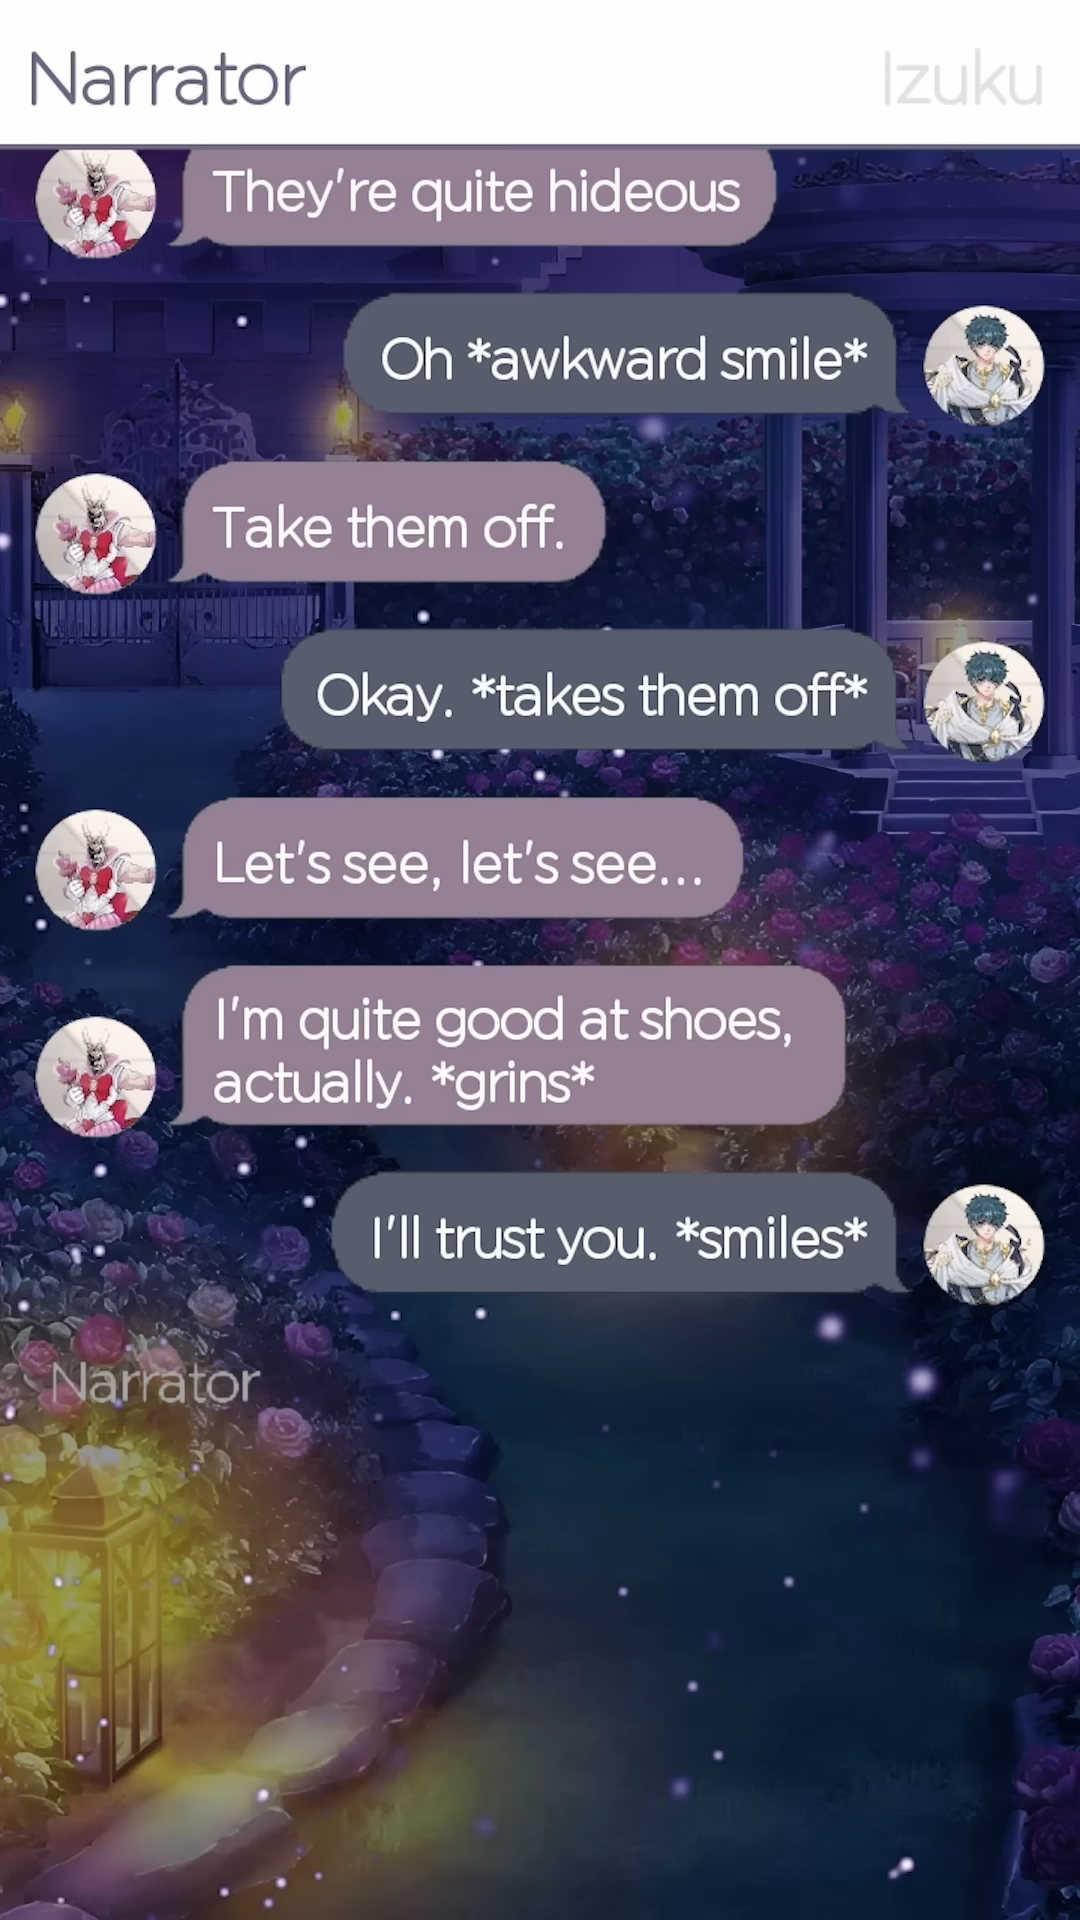 Narrator
Izuku
They're quite hideous
Oh *awkward smile*
Take them off.
Okay. *takes them off*
Let's see, let's see...
I'm quite good at shoes,
actually. *grins*
I'll trust you. *smiles*
Narrator